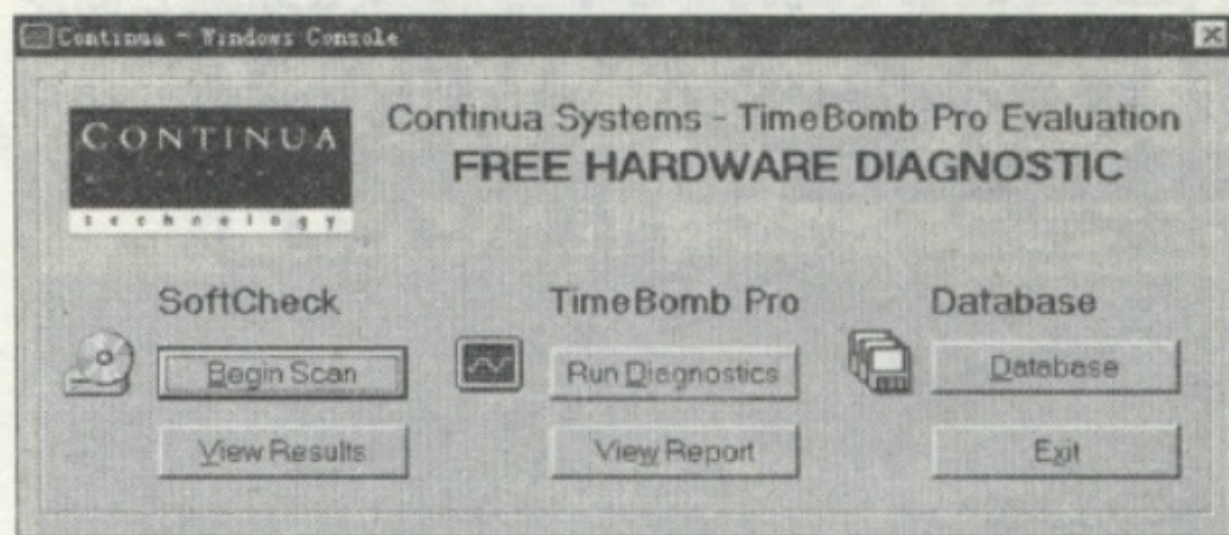 Continua - Windows Console
CONTINUA
technology
Continua Systems - TimeBomb Pro Evaluation
FREE HARDWARE DIAGNOSTIC
SoftCheck
TimeBomb Pro
Database
Begin Scan
Run Diagnostics
Database
View Results
View Report
Exit